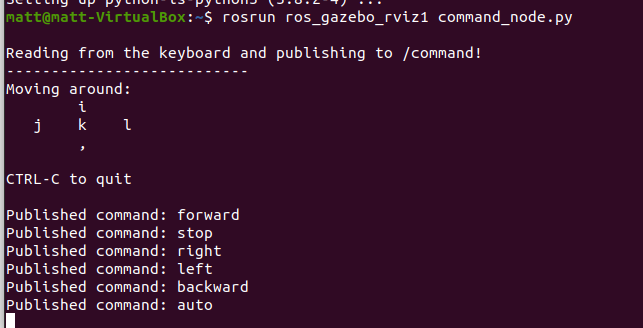 matt@matt-VirtualBox:~$ rosrun ros_gazebo_rviz1 command_node.py
Reading from the keyboard and publishing to /command!
---------------------------
Moving around:
i
j k l
,
CTRL-C to quit
Published command: forward
Published command: stop
Published command: right
Published command: left
Published command: backward
Published command: auto